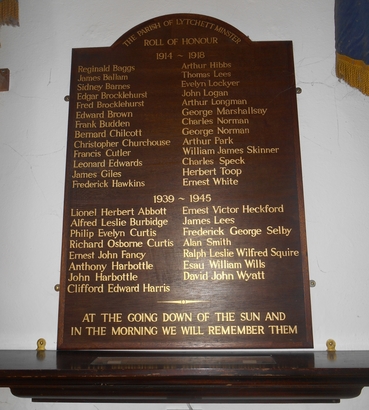 THE PARISH OF LYTCHETT MINSTER
ROLL OF HONOUR
1914 ~ 1918
Reginald Baggs
James Ballam
Sidney Barnes
Edgar Brocklehurst
Fred Brocklehurst
Edward Brown
Frank Budden
Bernard Chilcott
Christopher Churchouse
Francis Cutler
Leonard Edwards
James Giles
Frederick Hawkins
Arthur Hibbs
Thomas Lees
Evelyn Lockyer
John Logan
Arthur Longman
George Marshallsay
Charles Norman
George Norman
Arthur Park
William James Skinner
Charles Speck
Herbert Toop
Ernest White
1939 ~ 1945
Lionel Herbert Abbott
Alfred Leslie Burbidge
Philip Evelyn Curtis
Richard Osborne Curtis
Ernest John Fancy
Anthony Harbottle
John Harbottle
Clifford Edward Harris
Ernest Victor Heckford
James Lees
Frederick George Selby
Alan Smith
Ralph Leslie Wilfred Squire
Esau William Wills
David John Wyatt
AT THE GOING DOWN OF THE SUN AND
IN THE MORNING WE WILL REMEMBER THEM